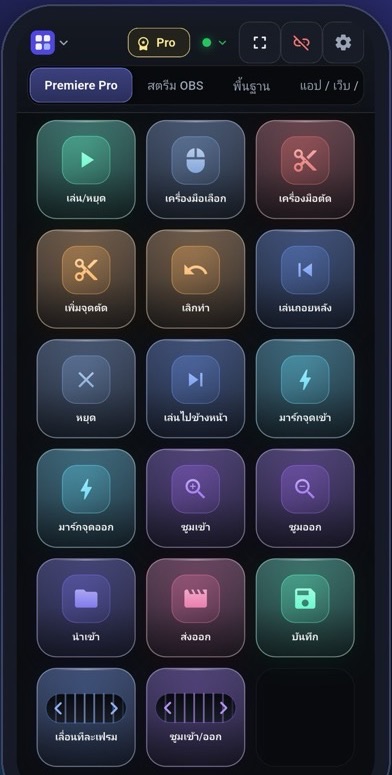 Pro
Premiere Pro
สตรีม OBS
พื้นฐาน
แอป / เว็บ /
เล่น/หยุด
เครื่องมือเลือก
เครื่องมือตัด
เพิ่มจุดตัด
เลิกทำ
เล่นถอยหลัง
หยุด
เล่นไปข้างหน้า
มาร์กจุดเข้า
มาร์กจุดออก
ซูมเข้า
ซูมออก
นำเข้า
ส่งออก
บันทึก
เลื่อนทีละเฟรม
ซูมเข้า/ออก